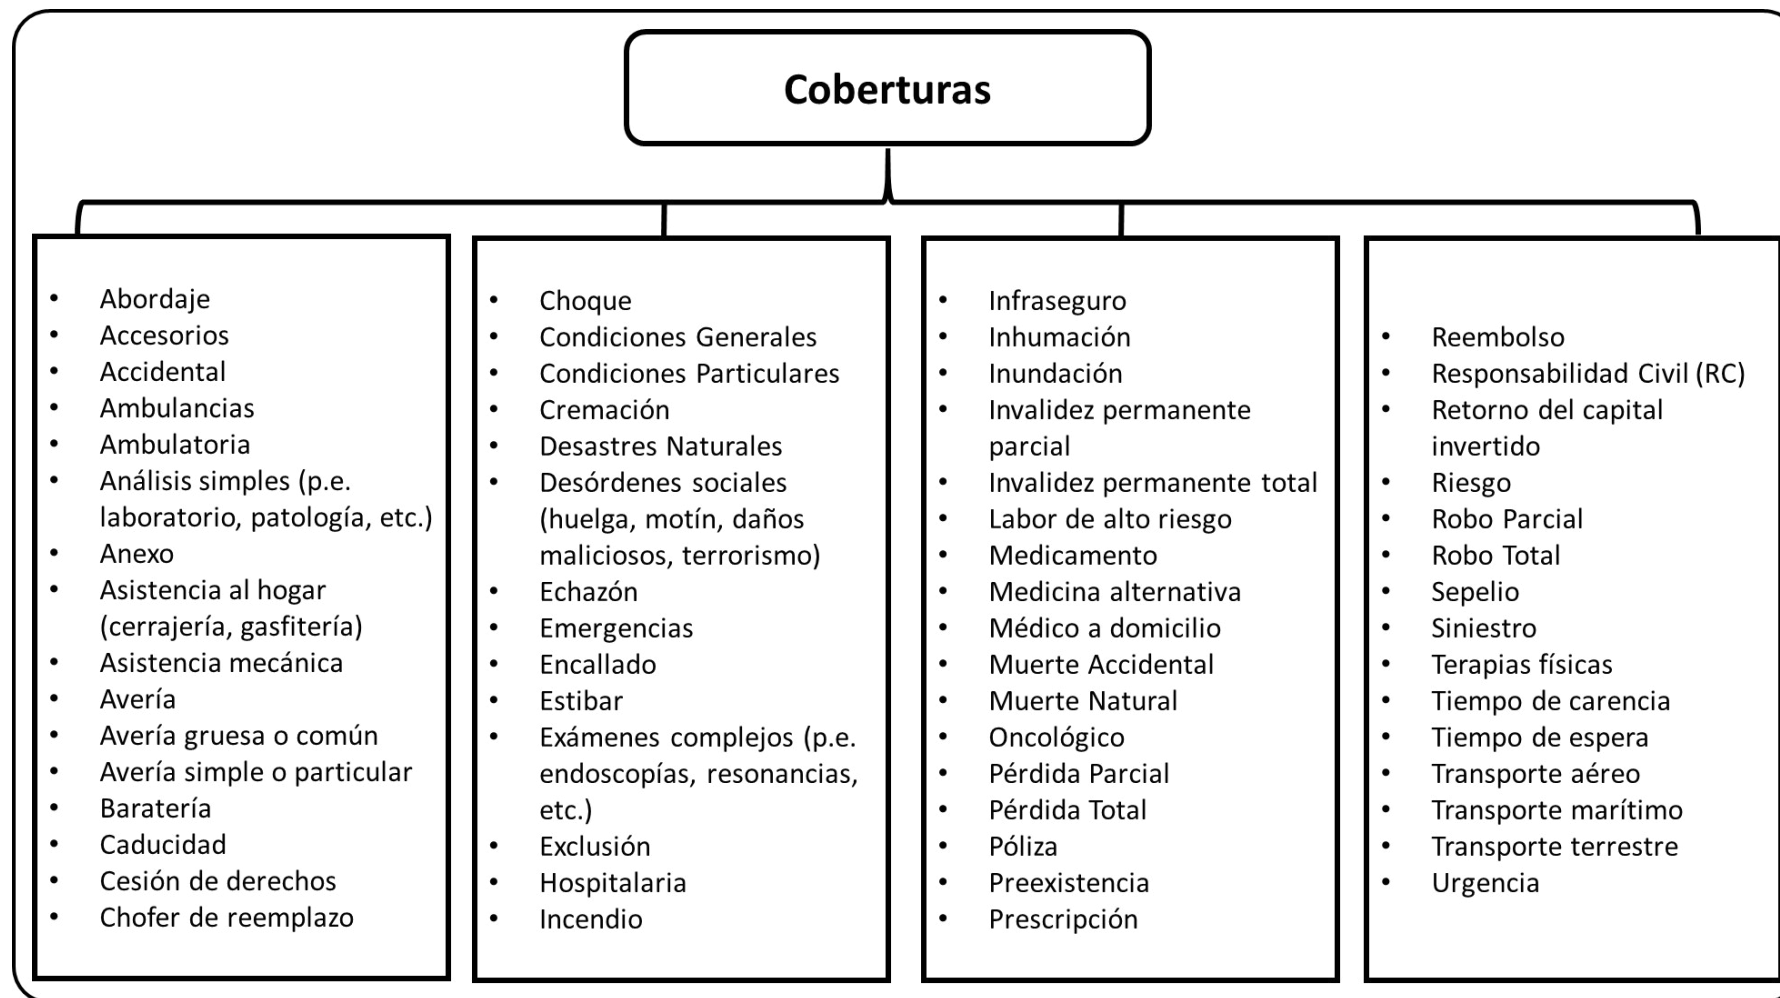 Coberturas
• Abordaje
• Accesorios
• Accidental
• Ambulancias
• Ambulatoria
• Análisis simples (p.e.
laboratorio, patología, etc.)
• Anexo
• Asistencia al hogar
(cerrajería, gasfitería)
• Asistencia mecánica
• Avería
• Avería gruesa o común
• Avería simple o particular
• Baratería
• Caducidad
• Cesión de derechos
• Chofer de reemplazo
• Choque
• Condiciones Generales
• Condiciones Particulares
• Cremación
• Desastres Naturales
• Desórdenes sociales
(huelga, motín, daños
maliciosos, terrorismo)
• Echazón
• Emergencias
• Encallado
• Estibar
• Exámenes complejos (p.e.
endoscopías, resonancias,
etc.)
• Exclusión
• Hospitalaria
• Incendio
• Infraseguro
• Inhumación
• Inundación
• Invalidez permanente
parcial
• Invalidez permanente total
• Labor de alto riesgo
• Medicamento
• Medicina alternativa
• Médico a domicilio
• Muerte Accidental
• Muerte Natural
• Oncológico
• Pérdida Parcial
• Pérdida Total
• Póliza
• Preexistencia
• Prescripción
• Reembolso
• Responsabilidad Civil (RC)
• Retorno del capital
invertido
• Riesgo
• Robo Parcial
• Robo Total
• Sepelio
• Siniestro
• Terapias físicas
• Tiempo de carencia
• Tiempo de espera
• Transporte aéreo
• Transporte marítimo
• Transporte terrestre
• Urgencia